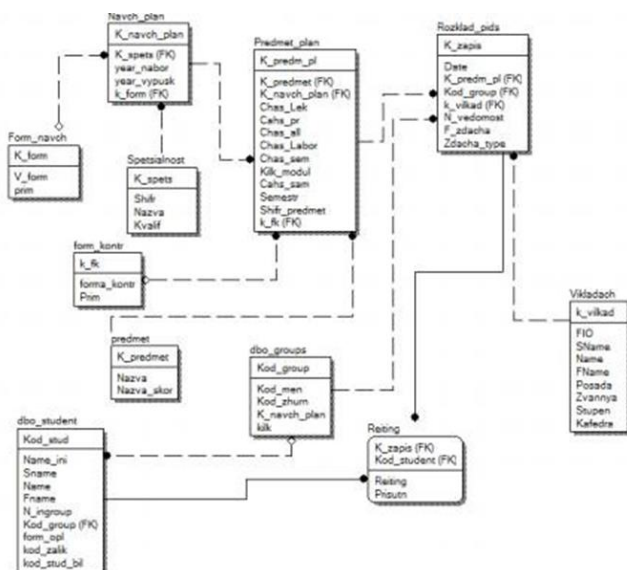 Navch_plan
K_navch_plan
K_spets (FK)
year_nabor
year_vypusk
k_form (FK)
Form_navch
K_form
V_form
prim
Spetsialnost
K_spets
Shifr
Nazva
Kvalif
Predmet_plan
K_predm_pl
K_predmet (FK)
K_navch_plan (FK)
Chas_Lek
Cahs_pr
Chas_all
Chas_Labor
Chas_sem
Kilk_modul
Cahs_sam
Semestr
Shifr_predmet
k_fk (FK)
Rozklad_pids
K_zapis
Date
K_predm_pl (FK)
Kod_group (FK)
k_vilkad (FK)
N_vedomost
F_zdacha
Zdacha_type
form_kontr
k_fk
forma_kontr
Prim
predmet
K_predmet
Nazva
Nazva_skor
dbo_groups
Kod_group
Kod_men
Kod_zhurn
K_navch_plan
kilk
Vikladach
k_vilkad
FIO
SName
Name
FName
Posada
Zvannya
Stupen
Kafedra
dbo_student
Kod_stud
Name_ini
Sname
Name
Fname
N_ingroup
Kod_group (FK)
form_opl
kod_zalik
kod_stud_bil
Reiting
K_zapis (FK)
Kod_student (FK)
Reiting
Prisutn